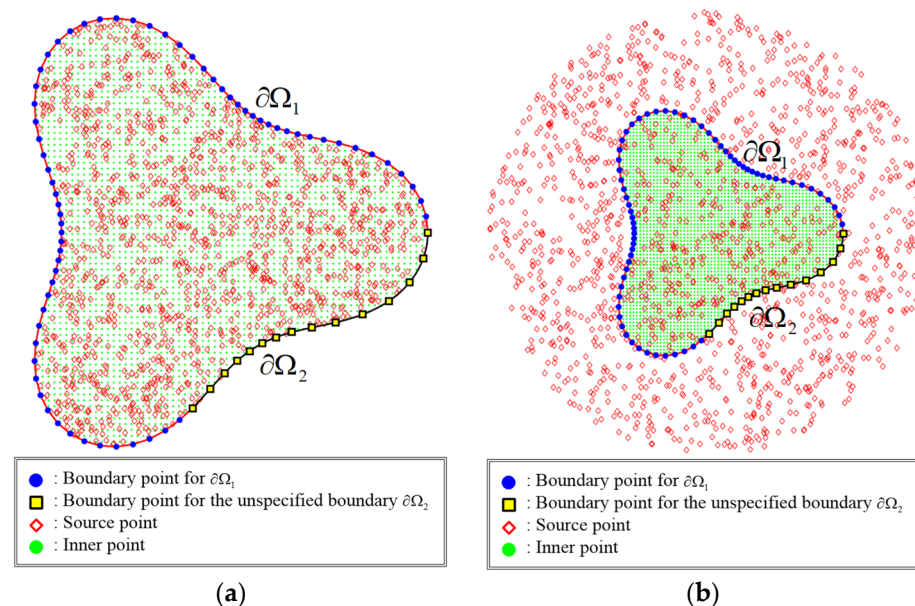 ∂Ω₁
∂Ω₂
: Boundary point for ∂Ω₁
: Boundary point for the unspecified boundary ∂Ω₂
: Source point
: Inner point
(a)
∂Ω₁
∂Ω₂
: Boundary point for ∂Ω₁
: Boundary point for the unspecified boundary ∂Ω₂
: Source point
: Inner point
(b)